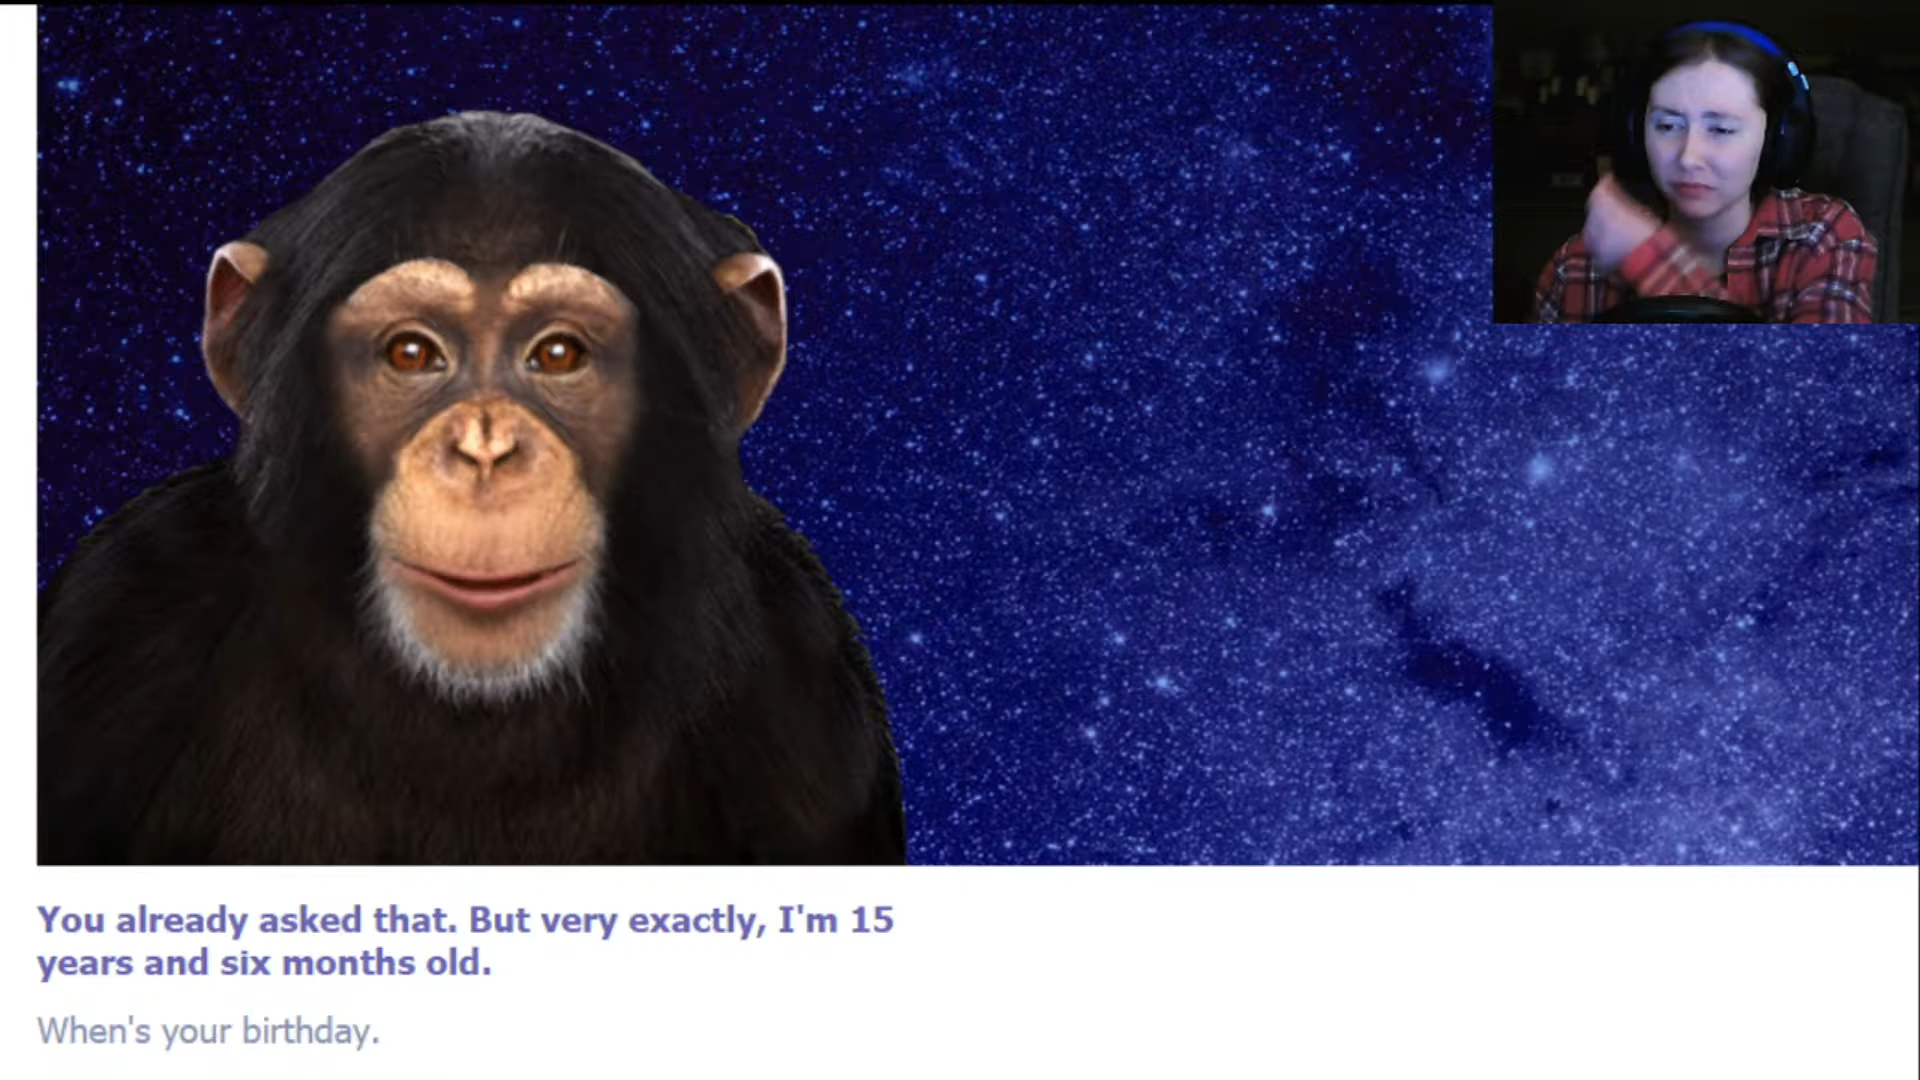 You already asked that. But very exactly, I'm 15
years and six months old.
When's your birthday.